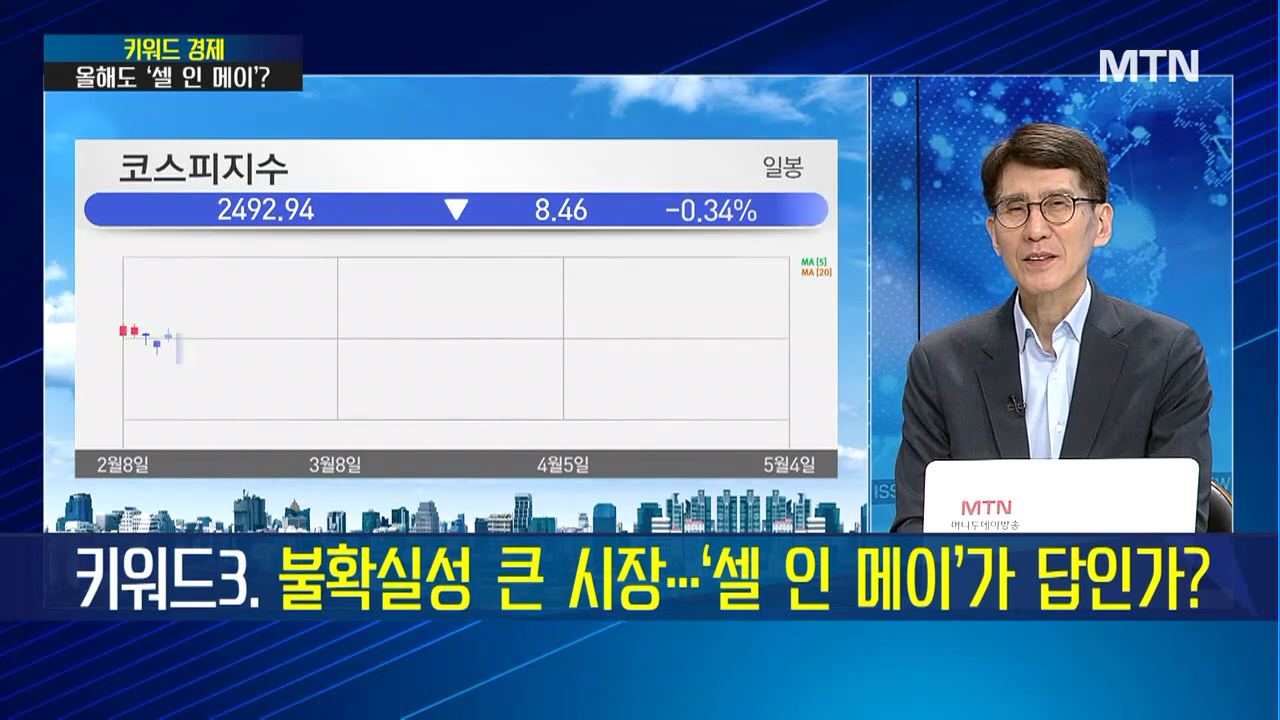 키워드 경제
올해도 '셀 인 메이'?
MTN
코스피지수
일봉
2492.94 ▼ 8.46 -0.34%
MA [5]
MA [20]
2월8일 3월8일 4월5일 5월4일
ISS
MTN
머니투데이방송
키워드3. 불확실성 큰 시장...'셀 인 메이'가 답인가?